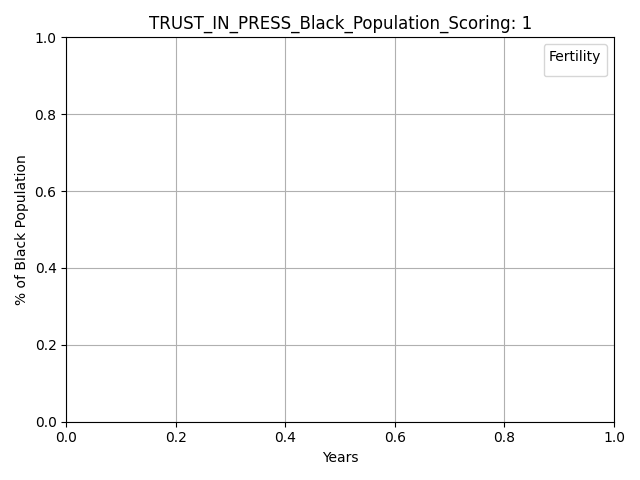 TRUST_IN_PRESS_Black_Population_Scoring: 1
Fertility
% of Black Population
1.0
0.8
0.6
0.4
0.2
0.0
0.0 0.2 0.4 0.6 0.8 1.0
Years